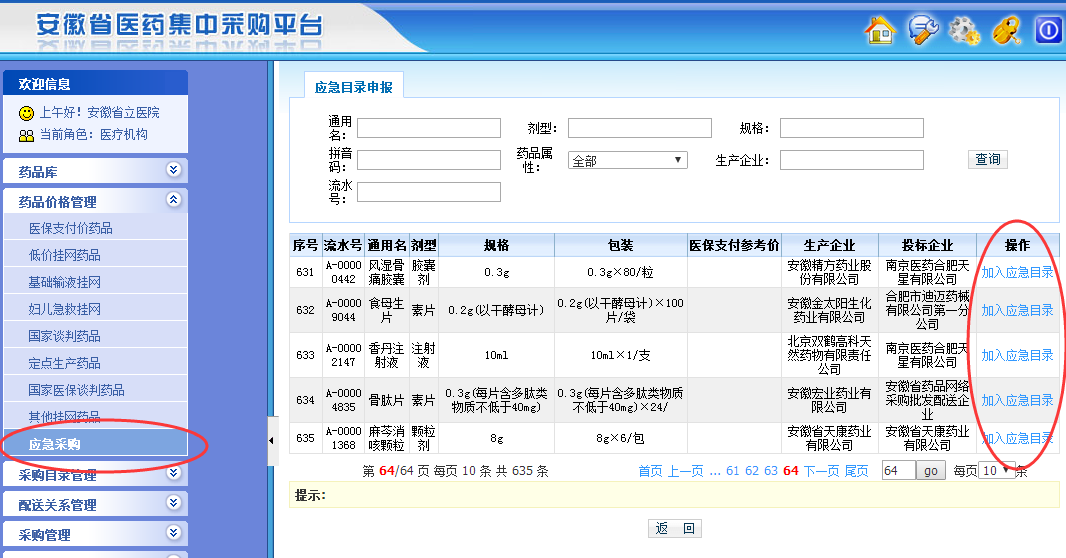 安徽省医药集中采购平台
欢迎信息
上午好！安徽省立医院
当前角色：医疗机构
药品库
药品价格管理
医保支付价药品
低价挂网药品
基础输液挂网
妇儿急救挂网
国家谈判药品
定点生产药品
国家医保谈判药品
其他挂网药品
应急采购
采购目录管理
配送关系管理
采购管理
应急目录申报
通用名：
剂型：
规格：
拼音码：
药品属性：
全部
生产企业：
查询
流水号：
序号 流水号 通用名 剂型 规格 包装 医保支付参考价 生产企业 投标企业 操作
631 A-00000442 风湿骨痛胶囊 胶囊剂 0.3g 0.3g×80/粒 安徽精方药业股份有限公司 南京医药合肥天星有限公司 加入应急目录
632 A-00009044 食母生片 素片 0.2g(以干酵母计) 0.2g(以干酵母计)×100片/袋 安徽金太阳生化药业有限公司 合肥市迪迈药械有限公司第一分公司 加入应急目录
633 A-00002147 香丹注射液 注射液 10ml 10ml×1/支 北京双鹤高科天然药物有限责任公司 南京医药合肥天星有限公司 加入应急目录
634 A-00004835 骨肽片 素片 0.3g(每片含多肽类物质不低于40mg) 0.3g(每片含多肽类物质不低于40mg)×24/ 安徽宏业药业有限公司 安徽省药品网络采购批发配送企业 加入应急目录
635 A-00001368 麻芩消咳颗粒 颗粒剂 8g 8g×6/包 安徽省天康药业有限公司 安徽省天康药业有限公司 加入应急目录
第 64/64 页 每页 10 条 共 635 条 首页 上一页 ... 61 62 63 64 下一页 尾页 64 go 每页 10 条
提示：
返 回